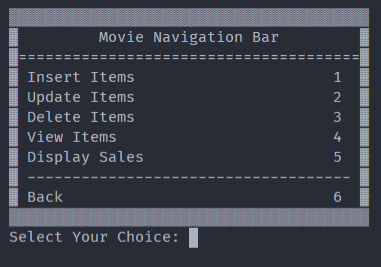 Movie Navigation Bar
Insert Items 1
Update Items 2
Delete Items 3
View Items 4
Display Sales 5
Back 6
Select Your Choice: